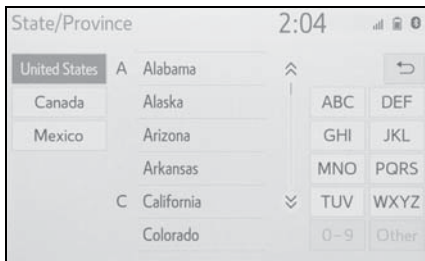 State/Province 2:04
United States A Alabama
Canada Alaska ABC DEF
Mexico Arizona GHI JKL
Arkansas MNO PQRS
C California TUV WXYZ
Colorado 0-9 Other